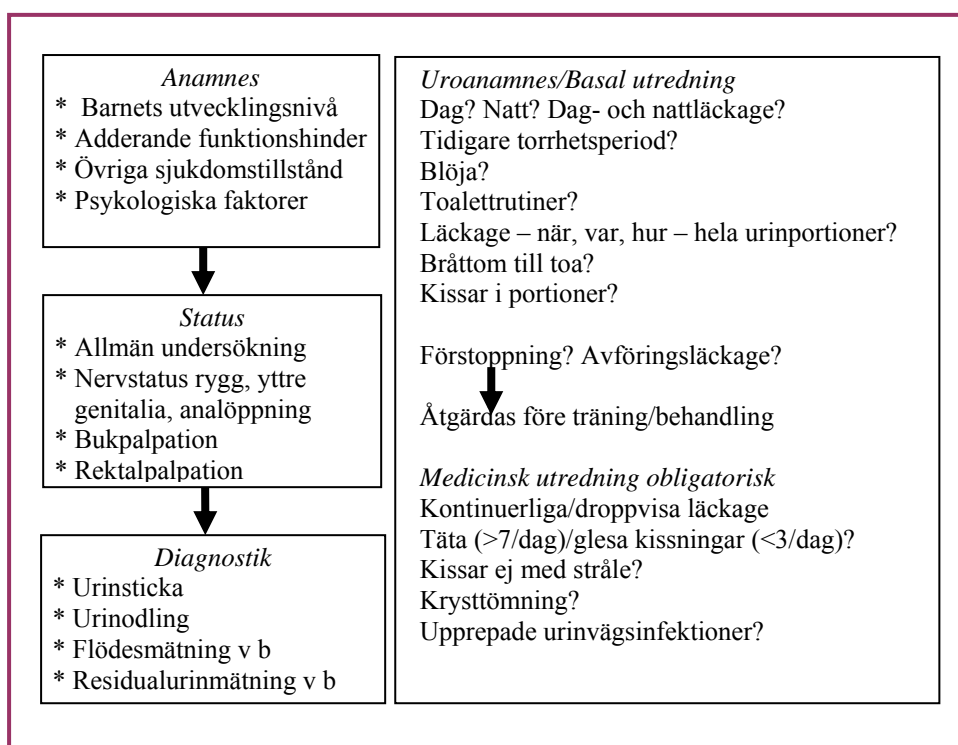 Anamnes
* Barnets utvecklingsnivå
* Adderande funktionshinder
* Övriga sjukdomstillstånd
* Psykologiska faktorer
Status
* Allmän undersökning
* Nervstatus rygg, yttre
genitalia, analöppning
* Bukpalpation
* Rektalpalpation
Diagnostik
* Urinsticka
* Urinodling
* Flödesmätning v b
* Residualurinmätning v b
Uroanamnes/Basal utredning
Dag? Natt? Dag- och nattläckage?
Tidigare torrhetsperiod?
Blöja?
Toalettrutiner?
Läckage – när, var, hur – hela urinportioner?
Bråttom till toa?
Kissar i portioner?
Förstoppning? Avföringsläckage?
Åtgärdas före träning/behandling
Medicinsk utredning obligatorisk
Kontinuerliga/droppvisa läckage
Täta (>7/dag)/glesa kissningar (<3/dag)?
Kissar ej med stråle?
Krysttömning?
Upprepade urinvägsinfektioner?